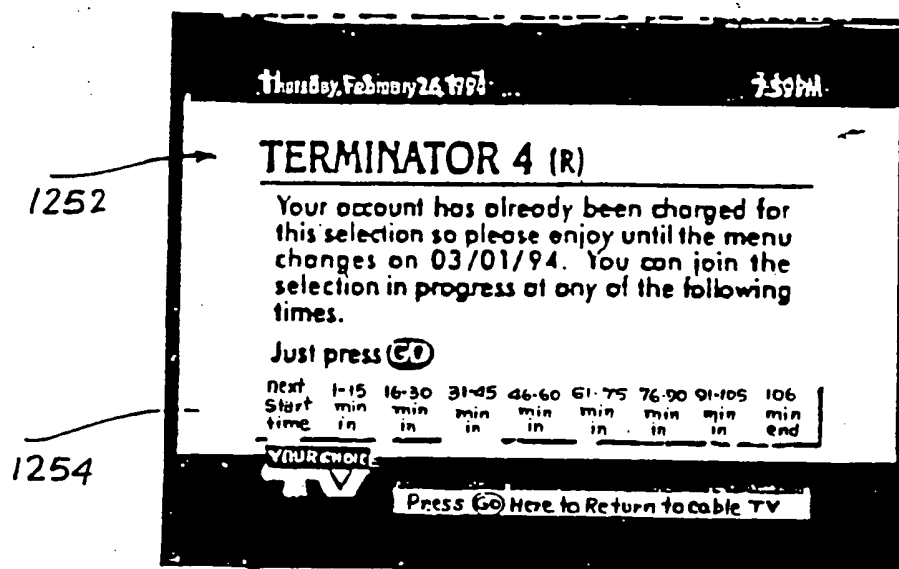 Thursday, February 24, 1994 ... 7:59PM
TERMINATOR 4 (R)
1252
Your account has already been charged for
this selection so please enjoy until the menu
changes on 03/01/94. You can join the
selection in progress at any of the following
times.
Just press GO
next start time 1-15 min in 16-30 min in 31-45 min in 46-60 min in 61-75 min in 76-90 min in 91-105 min in 106 min end
1254
YOUR CHOICE
TV
Press GO Here to Return to cable TV